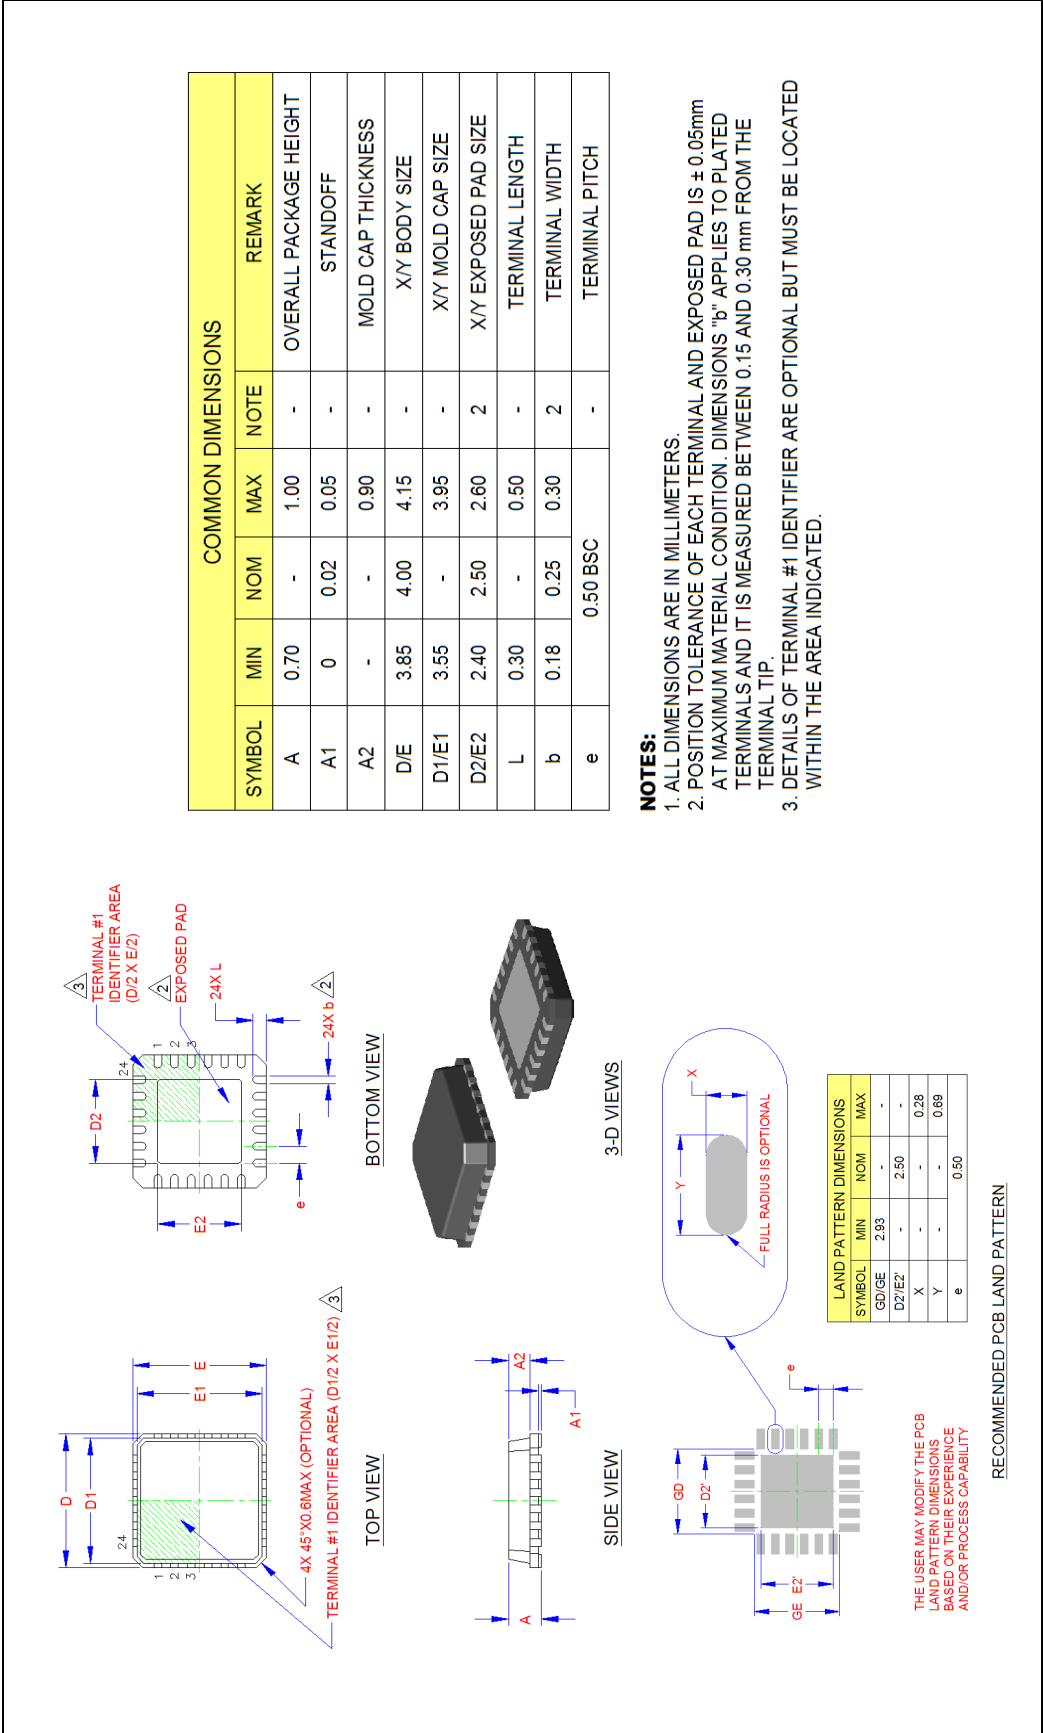 TOP VIEW
D
D1
E
E1
24
1
2
3
4X 45°X0.6MAX (OPTIONAL)
TERMINAL #1 IDENTIFIER AREA (D1/2 X E1/2) 3
BOTTOM VIEW
D2
E2
e
24
1
2
3
3
TERMINAL #1
IDENTIFIER AREA
(D/2 X E/2)
2
EXPOSED PAD
24X L
24X b 2
SIDE VIEW
A
A1
A2
3-D VIEWS
COMMON DIMENSIONS
SYMBOL MIN NOM MAX NOTE REMARK
A 0.70 - 1.00 - OVERALL PACKAGE HEIGHT
A1 0 0.02 0.05 - STANDOFF
A2 - - 0.90 - MOLD CAP THICKNESS
D/E 3.85 4.00 4.15 - X/Y BODY SIZE
D1/E1 3.55 - 3.95 - X/Y MOLD CAP SIZE
D2/E2 2.40 2.50 2.60 2 X/Y EXPOSED PAD SIZE
L 0.30 - 0.50 - TERMINAL LENGTH
b 0.18 0.25 0.30 2 TERMINAL WIDTH
e 0.50 BSC - TERMINAL PITCH
NOTES:
1. ALL DIMENSIONS ARE IN MILLIMETERS.
2. POSITION TOLERANCE OF EACH TERMINAL AND EXPOSED PAD IS ± 0.05mm
AT MAXIMUM MATERIAL CONDITION. DIMENSIONS "b" APPLIES TO PLATED
TERMINALS AND IT IS MEASURED BETWEEN 0.15 AND 0.30 mm FROM THE
TERMINAL TIP.
3. DETAILS OF TERMINAL #1 IDENTIFIER ARE OPTIONAL BUT MUST BE LOCATED
WITHIN THE AREA INDICATED.
GD
D2'
GE E2'
e
Y
X
FULL RADIUS IS OPTIONAL
LAND PATTERN DIMENSIONS
SYMBOL MIN NOM MAX
GD/GE 2.93 - -
D2'/E2' - 2.50 -
X - - 0.28
Y - - 0.69
e 0.50
THE USER MAY MODIFY THE PCB
LAND PATTERN DIMENSIONS
BASED ON THEIR EXPERIENCE
AND/OR PROCESS CAPABILITY
RECOMMENDED PCB LAND PATTERN